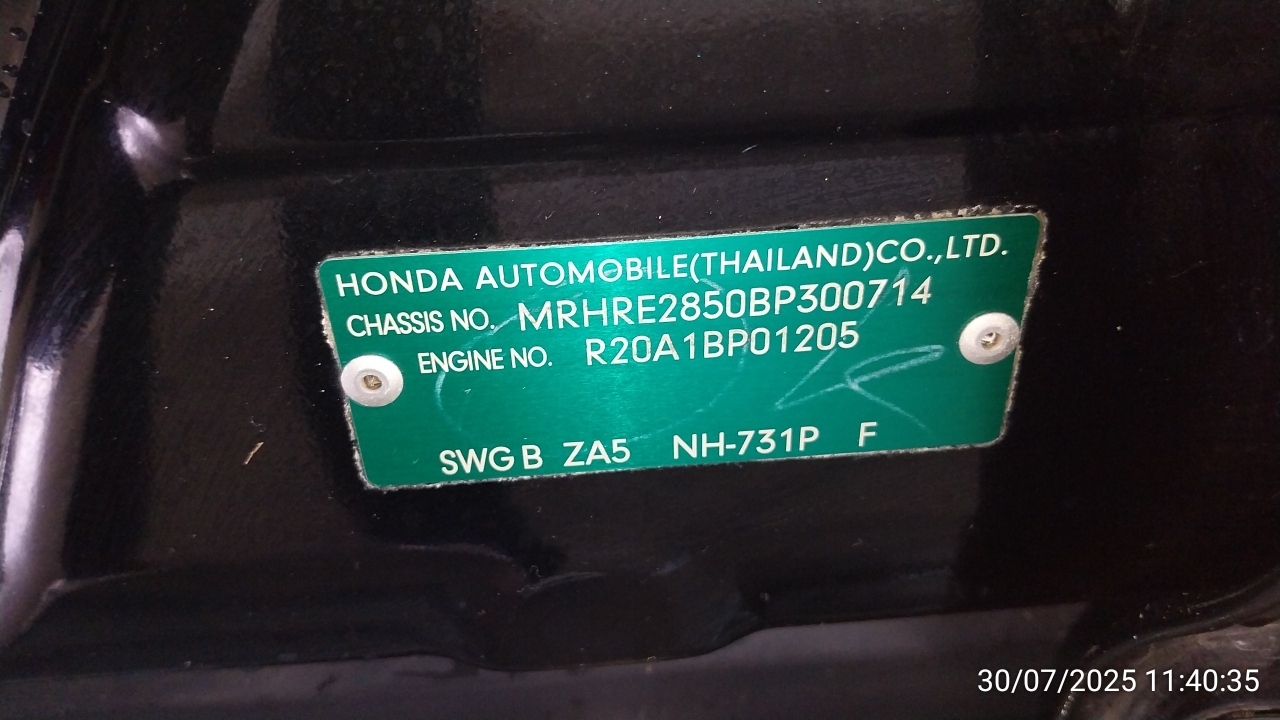 HONDA AUTOMOBILE(THAILAND)CO.,LTD.
CHASSIS NO. MRHRE2850BP300714
ENGINE NO. R20A1BP01205
SWG B ZA5 NH-731P F
30/07/2025 11:40:35